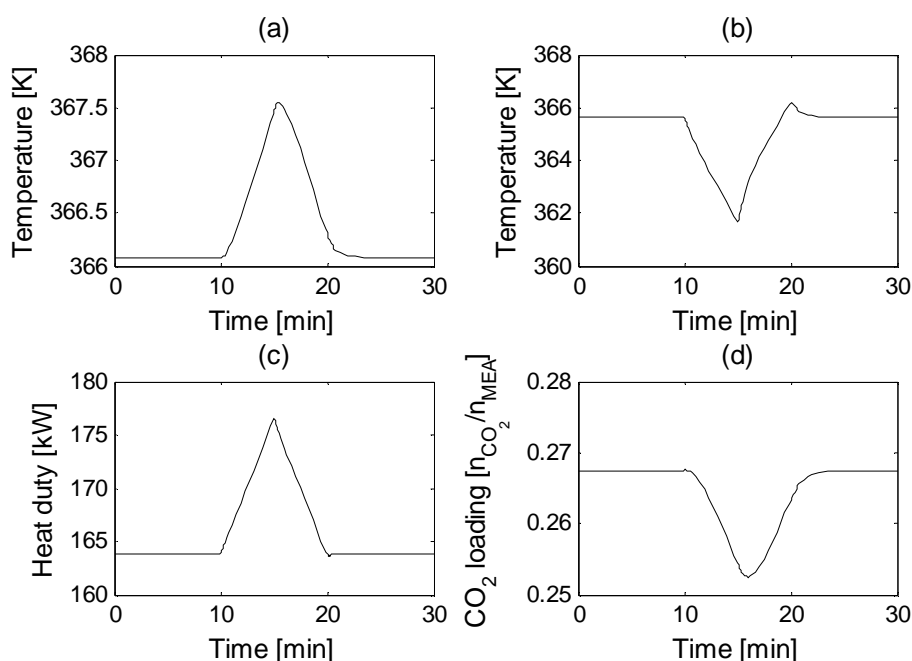 (a)
Temperature [K]
368
367.5
367
366.5
366
0 10 20 30
Time [min]
(b)
Temperature [K]
368
366
364
362
360
0 10 20 30
Time [min]
(c)
Heat duty [kW]
180
175
170
165
160
0 10 20 30
Time [min]
(d)
CO₂ loading [n_CO₂/n_MEA]
0.28
0.27
0.26
0.25
0 10 20 30
Time [min]